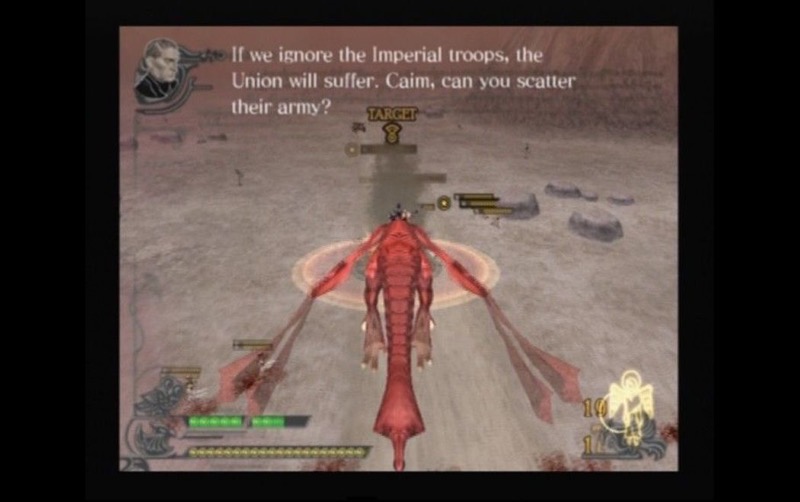 If we ignore the Imperial troops, the
Union will suffer. Caim, can you scatter
their army?
TARGET